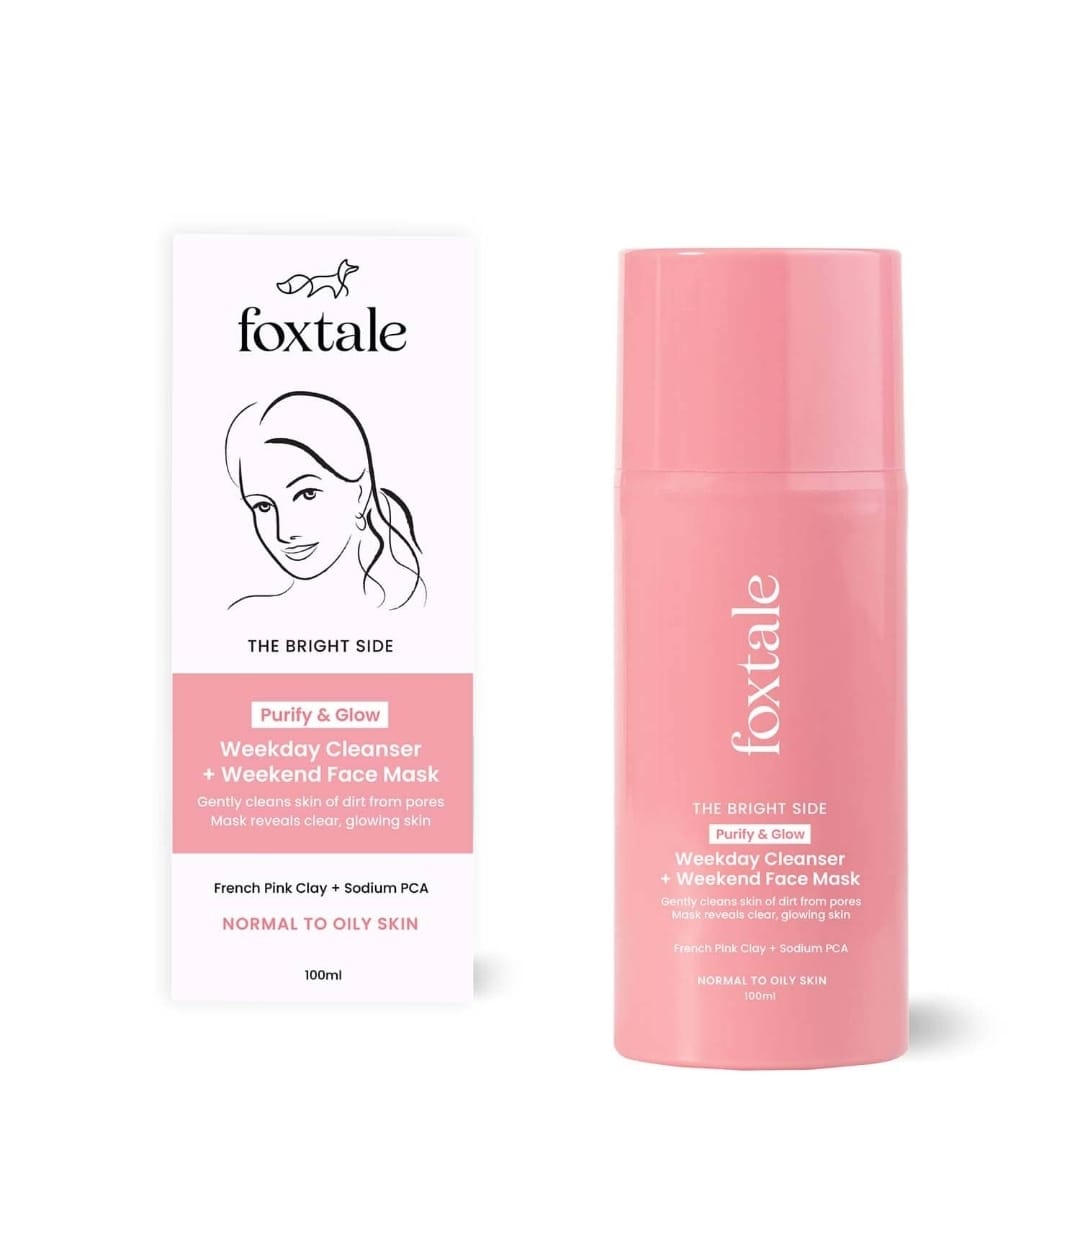 foxtale
THE BRIGHT SIDE
Purify & Glow
Weekday Cleanser
+ Weekend Face Mask
Gently cleans skin of dirt from pores
Mask reveals clear, glowing skin
French Pink Clay + Sodium PCA
NORMAL TO OILY SKIN
100ml
foxtale
THE BRIGHT SIDE
Purify & Glow
Weekday Cleanser
+ Weekend Face Mask
Gently cleans skin of dirt from pores
Mask reveals clear, glowing skin
French Pink Clay + Sodium PCA
NORMAL TO OILY SKIN
100ml